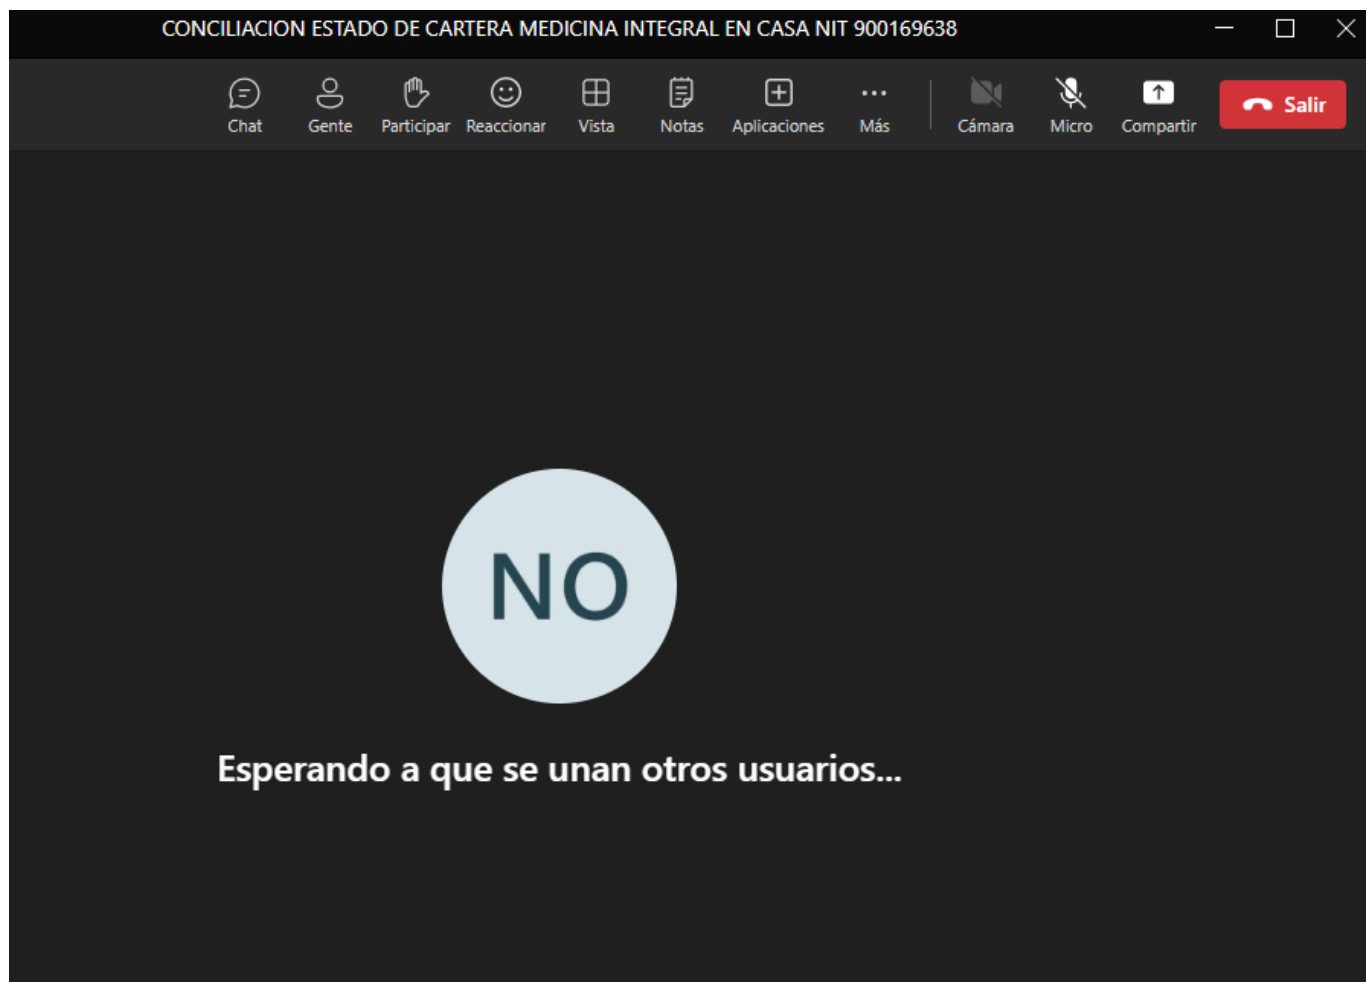 CONCILIACION ESTADO DE CARTERA MEDICINA INTEGRAL EN CASA NIT 900169638
Chat Gente Participar Reaccionar Vista Notas Aplicaciones Más Cámara Micro Compartir Salir
NO
Esperando a que se unan otros usuarios...